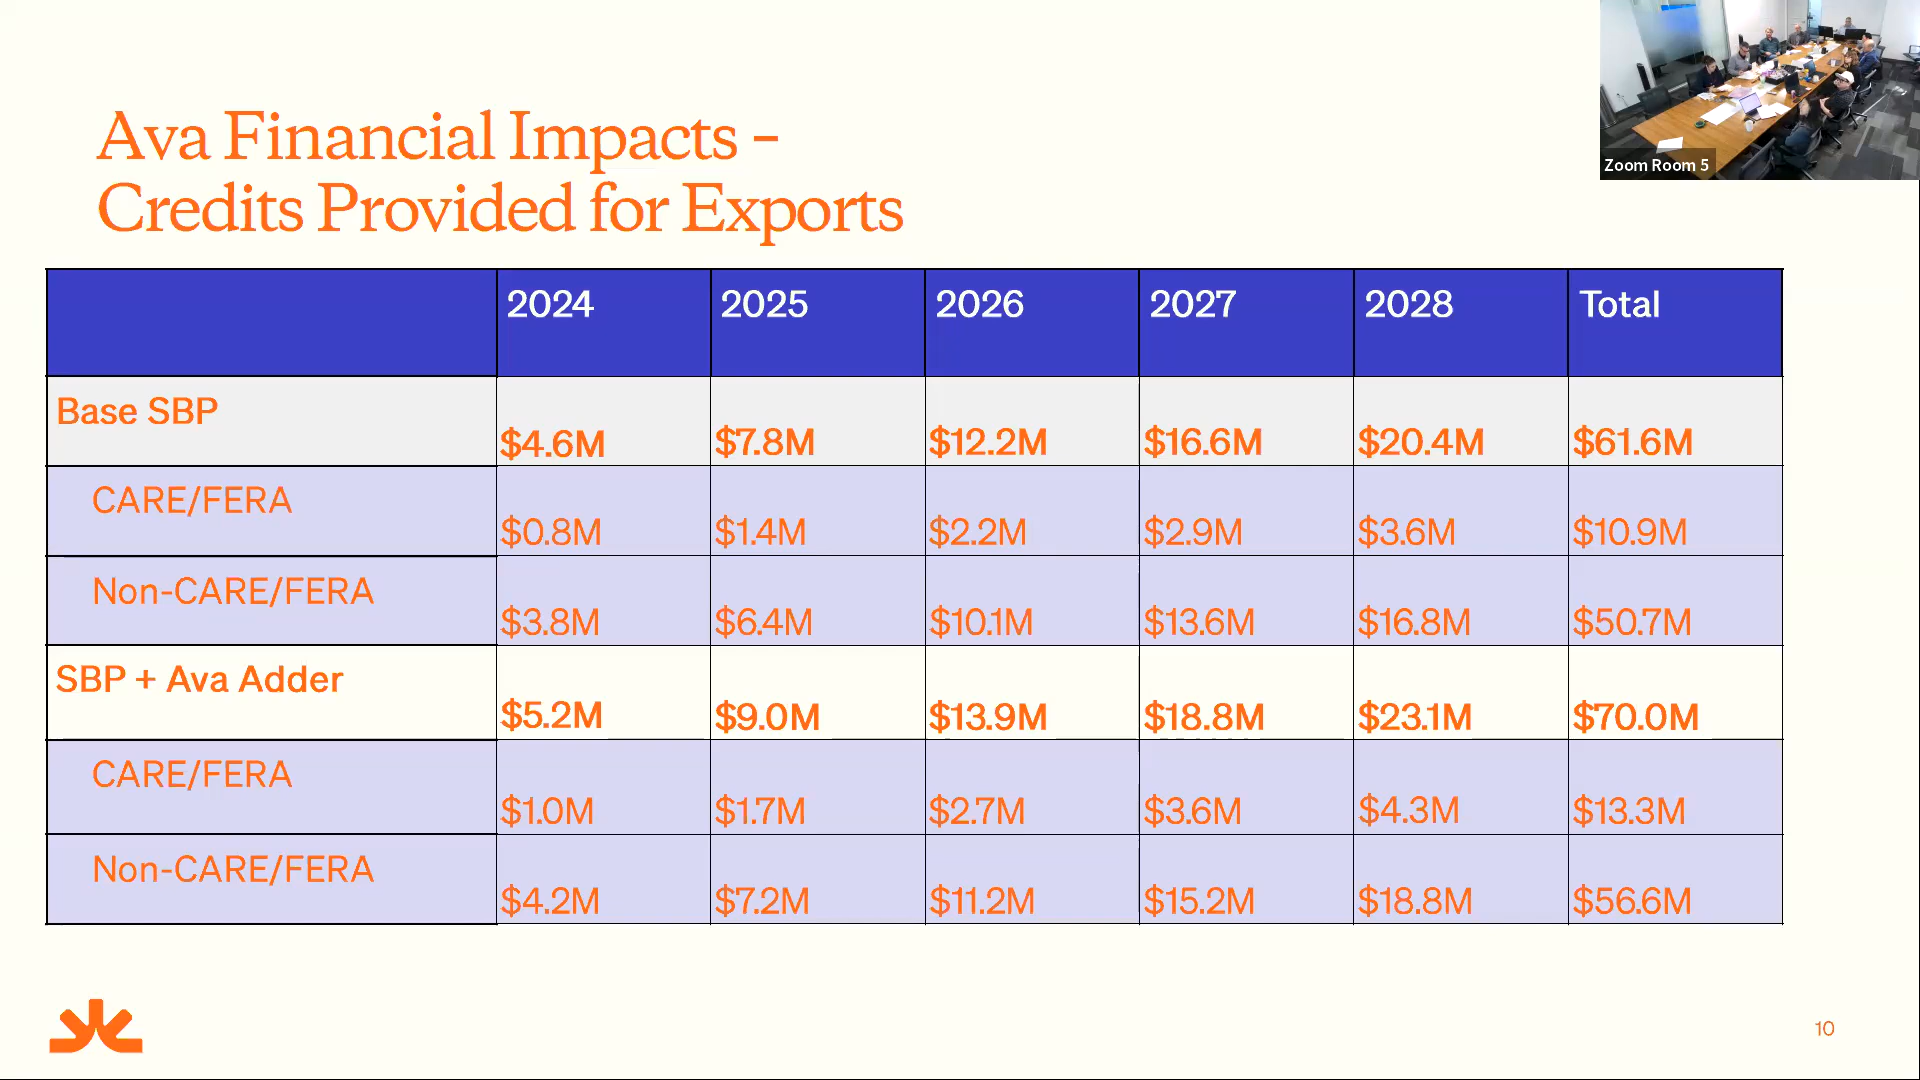 Zoom Room 5
Ava Financial Impacts –
Credits Provided for Exports
2024 2025 2026 2027 2028 Total
Base SBP $4.6M $7.8M $12.2M $16.6M $20.4M $61.6M
CARE/FERA $0.8M $1.4M $2.2M $2.9M $3.6M $10.9M
Non-CARE/FERA $3.8M $6.4M $10.1M $13.6M $16.8M $50.7M
SBP + Ava Adder $5.2M $9.0M $13.9M $18.8M $23.1M $70.0M
CARE/FERA $1.0M $1.7M $2.7M $3.6M $4.3M $13.3M
Non-CARE/FERA $4.2M $7.2M $11.2M $15.2M $18.8M $56.6M
10